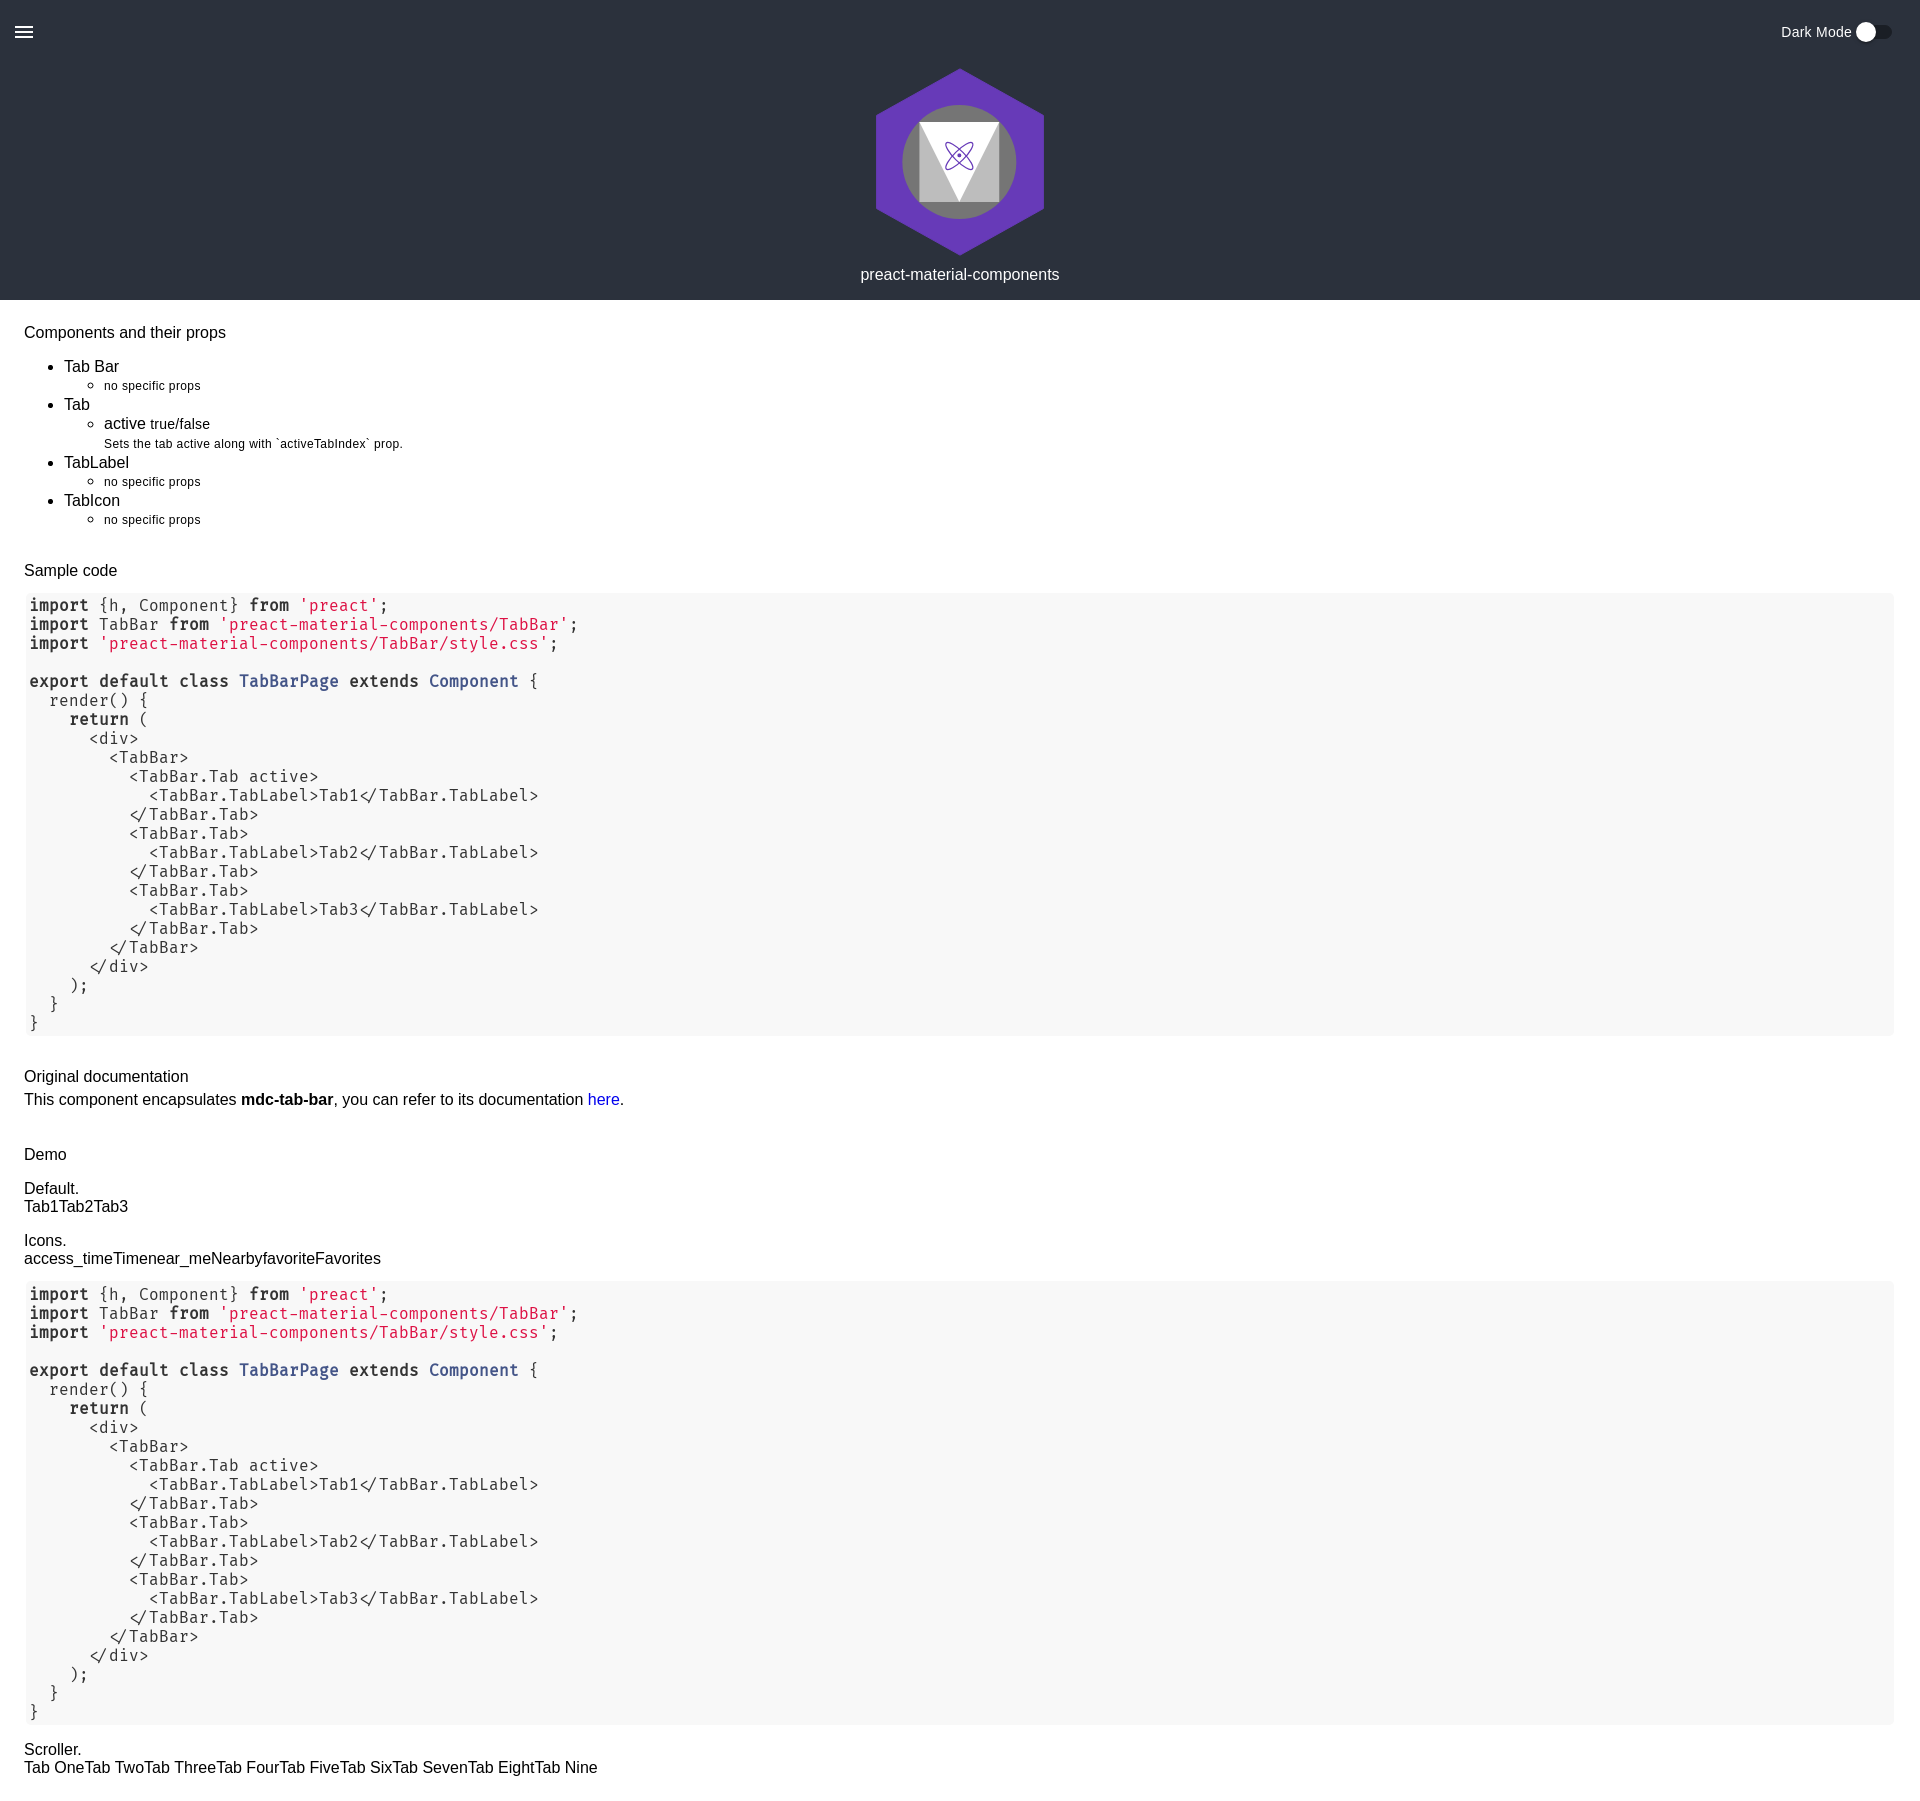 Dark Mode
preact-material-components
Components and their props
Tab Bar
no specific props
Tab
active true/false
Sets the tab active along with `activeTabIndex` prop.
TabLabel
no specific props
TabIcon
no specific props
Sample code
import {h, Component} from 'preact';
import TabBar from 'preact-material-components/TabBar';
import 'preact-material-components/TabBar/style.css';
export default class TabBarPage extends Component {
  render() {
    return (
      <div>
        <TabBar>
          <TabBar.Tab active>
            <TabBar.TabLabel>Tab1</TabBar.TabLabel>
          </TabBar.Tab>
          <TabBar.Tab>
            <TabBar.TabLabel>Tab2</TabBar.TabLabel>
          </TabBar.Tab>
          <TabBar.Tab>
            <TabBar.TabLabel>Tab3</TabBar.TabLabel>
          </TabBar.Tab>
        </TabBar>
      </div>
    );
  }
}
Original documentation
This component encapsulates mdc-tab-bar, you can refer to its documentation here.
Demo
Default.
Tab1Tab2Tab3
Icons.
access_timeTimenear_meNearbyfavoriteFavorites
import {h, Component} from 'preact';
import TabBar from 'preact-material-components/TabBar';
import 'preact-material-components/TabBar/style.css';
export default class TabBarPage extends Component {
  render() {
    return (
      <div>
        <TabBar>
          <TabBar.Tab active>
            <TabBar.TabLabel>Tab1</TabBar.TabLabel>
          </TabBar.Tab>
          <TabBar.Tab>
            <TabBar.TabLabel>Tab2</TabBar.TabLabel>
          </TabBar.Tab>
          <TabBar.Tab>
            <TabBar.TabLabel>Tab3</TabBar.TabLabel>
          </TabBar.Tab>
        </TabBar>
      </div>
    );
  }
}
Scroller.
Tab OneTab TwoTab ThreeTab FourTab FiveTab SixTab SevenTab EightTab Nine